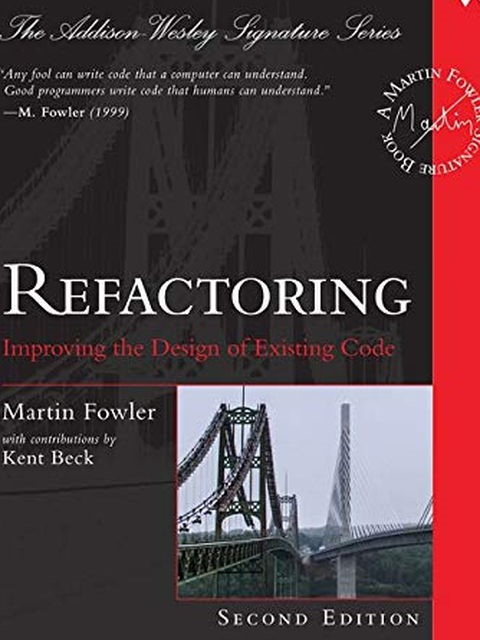 The Addison-Wesley Signature Series
"Any fool can write code that a computer can understand.
Good programmers write code that humans can understand."
—M. Fowler (1999)
A MARTIN FOWLER SIGNATURE BOOK
Martin
REFACTORING
Improving the Design of Existing Code
Martin Fowler
with contributions by
Kent Beck
SECOND EDITION